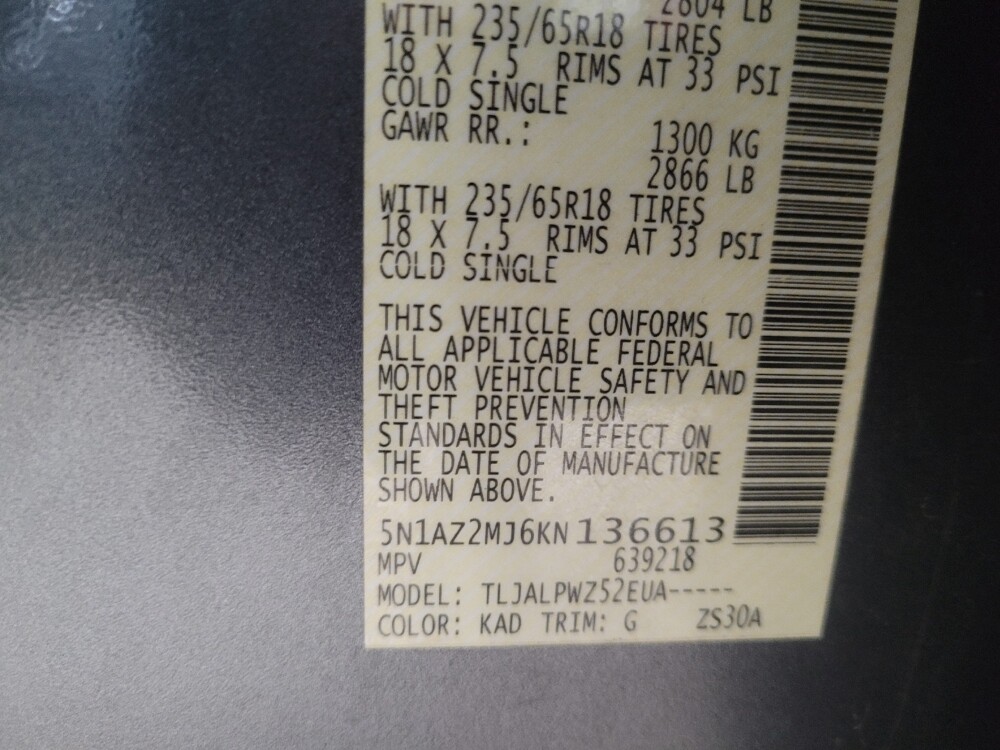 2804 LB
WITH 235/65R18 TIRES
18 X 7.5 RIMS AT 33 PSI
COLD SINGLE
GAWR RR.: 1300 KG
2866 LB
WITH 235/65R18 TIRES
18 X 7.5 RIMS AT 33 PSI
COLD SINGLE
THIS VEHICLE CONFORMS TO
ALL APPLICABLE FEDERAL
MOTOR VEHICLE SAFETY AND
THEFT PREVENTION
STANDARDS IN EFFECT ON
THE DATE OF MANUFACTURE
SHOWN ABOVE.
5N1AZ2MJ6KN136613
MPV 639218
MODEL: TLJALPWZ52EUA-----
COLOR: KAD TRIM: G ZS30A